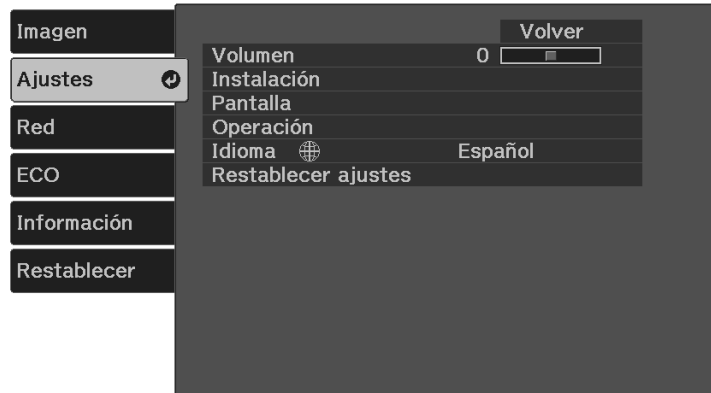 Imagen
Ajustes
Red
ECO
Información
Restablecer
Volver
Volumen 0
Instalación
Pantalla
Operación
Idioma Español
Restablecer ajustes